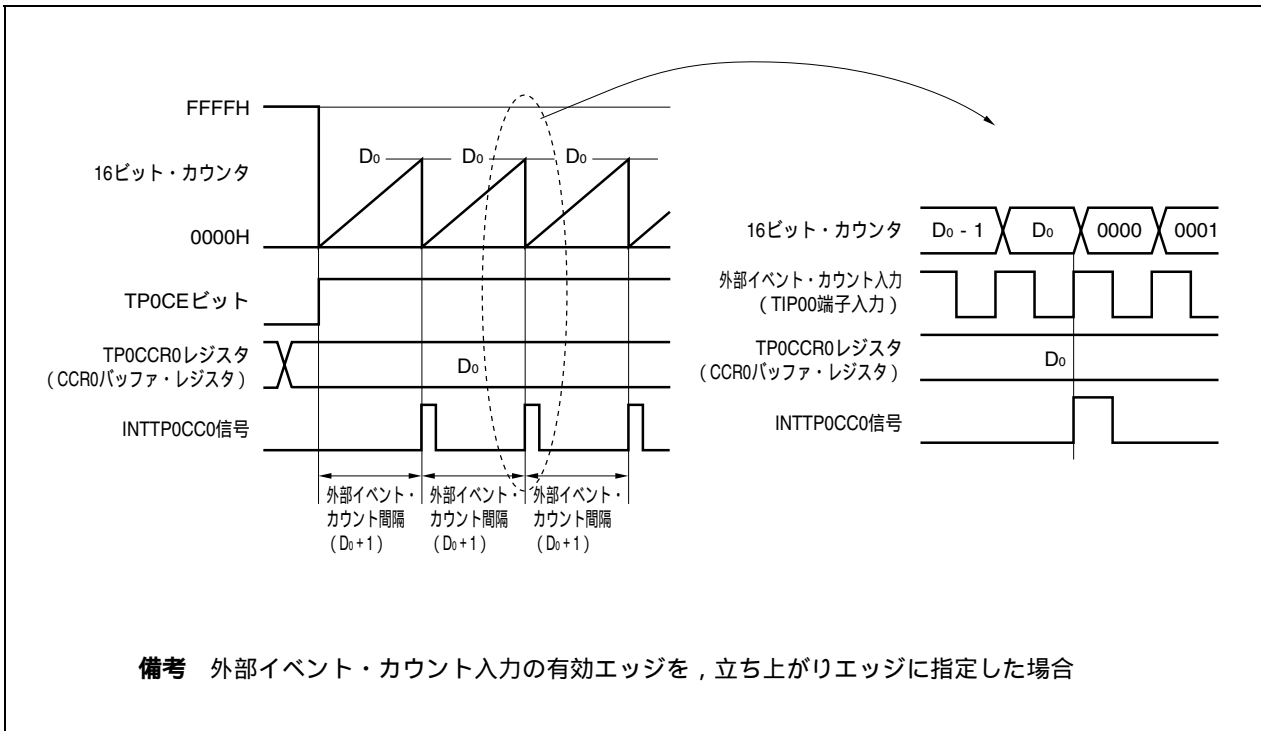 FFFFH
16ビット・カウンタ
0000H
D₀
D₀
D₀
TP0CEビット
TP0CCR0レジスタ
（CCR0バッファ・レジスタ）
D₀
INTTP0CC0信号
外部イベント・
カウント間隔
（D₀+1）
外部イベント・
カウント間隔
（D₀+1）
外部イベント・
カウント間隔
（D₀+1）
16ビット・カウンタ
D₀ - 1
D₀
0000
0001
外部イベント・カウント入力
（TIP00端子入力）
TP0CCR0レジスタ
（CCR0バッファ・レジスタ）
D₀
INTTP0CC0信号
備考 外部イベント・カウント入力の有効エッジを，立ち上がりエッジに指定した場合